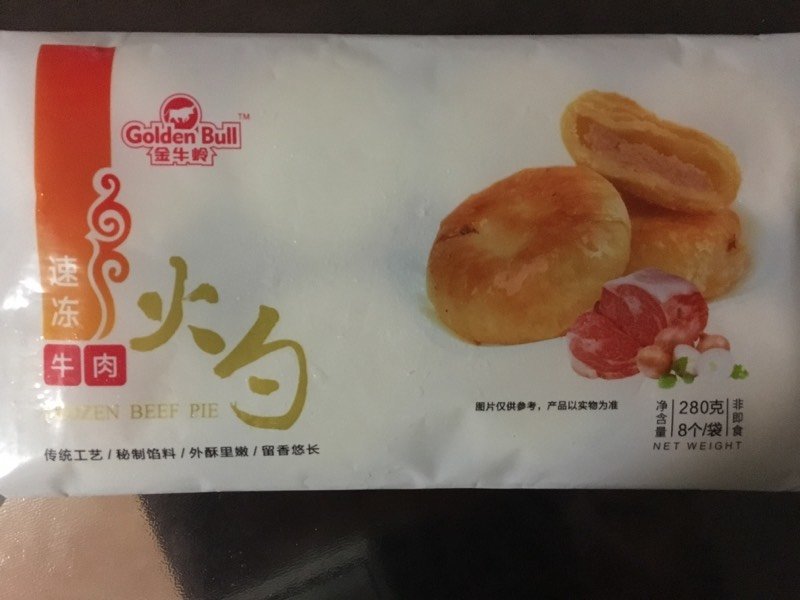 Golden Bull TM
金牛岭
速冻
牛肉
火勺
FROZEN BEEF PIE
传统工艺 / 秘制馅料 / 外酥里嫩 / 留香悠长
图片仅供参考,产品以实物为准
净含量
280克
8个/袋
非即食
NET WEIGHT